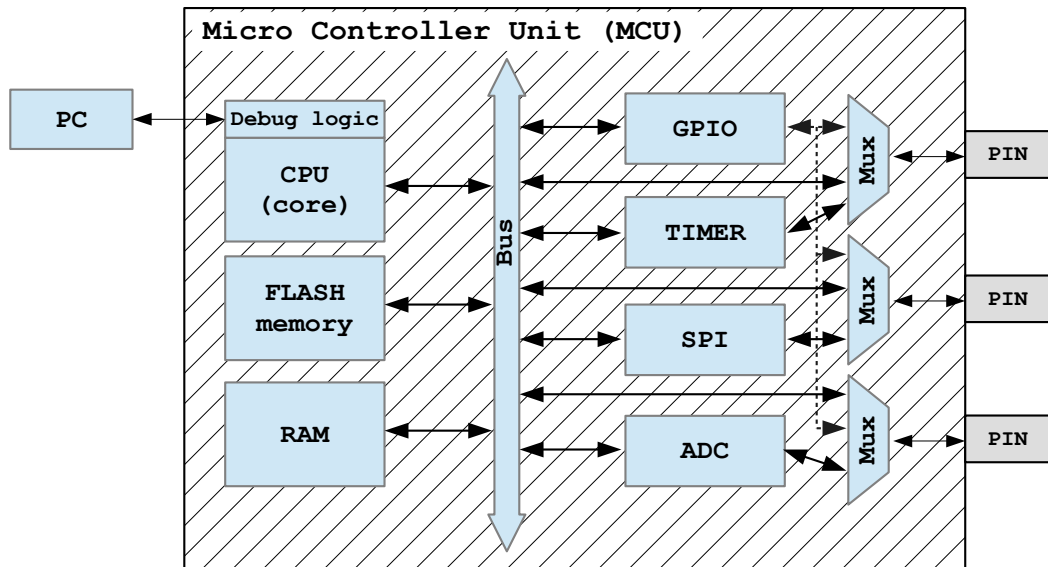 Micro Controller Unit (MCU)
PC
Debug logic
CPU
(core)
FLASH
memory
RAM
Bus
GPIO
TIMER
SPI
ADC
Mux
Mux
Mux
PIN
PIN
PIN